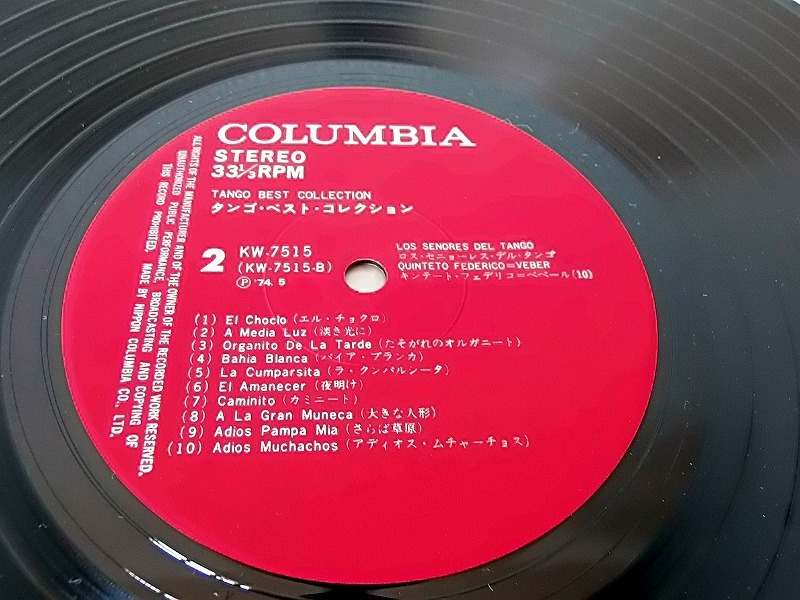 COLUMBIA
STEREO
33⅓RPM
TANGO BEST COLLECTION
タンゴ・ベスト・コレクション
2
KW-7515
(KW-7515-B)
Ⓟ '74. 5
LOS SENORES DEL TANGO
ロス・セニョーレス・デル・タンゴ
QUINTETO FEDERICO=VEBER
キンテート・フェデリコ=ベベール(10)
(1) El Choclo (エル・チョクロ)
(2) A Media Luz (淡き光に)
(3) Organito De La Tarde (たそがれのオルガニート)
(4) Bahia Blanca (バイア・ブランカ)
(5) La Cumparsita (ラ・クンパルシータ)
(6) El Amanecer (夜明け)
(7) Caminito (カミニート)
(8) A La Gran Muneca (大きな人形)
(9) Adios Pampa Mia (さらば草原)
(10) Adios Muchachos (アディオス・ムチャーチョス)
ALL RIGHTS OF THE MANUFACTURER AND OF THE OWNER OF THE RECORDED WORK RESERVED.
UNAUTHORIZED PUBLIC PERFORMANCE, BROADCASTING AND COPYING OF
THIS RECORD PROHIBITED. MADE BY NIPPON COLUMBIA CO., LTD.